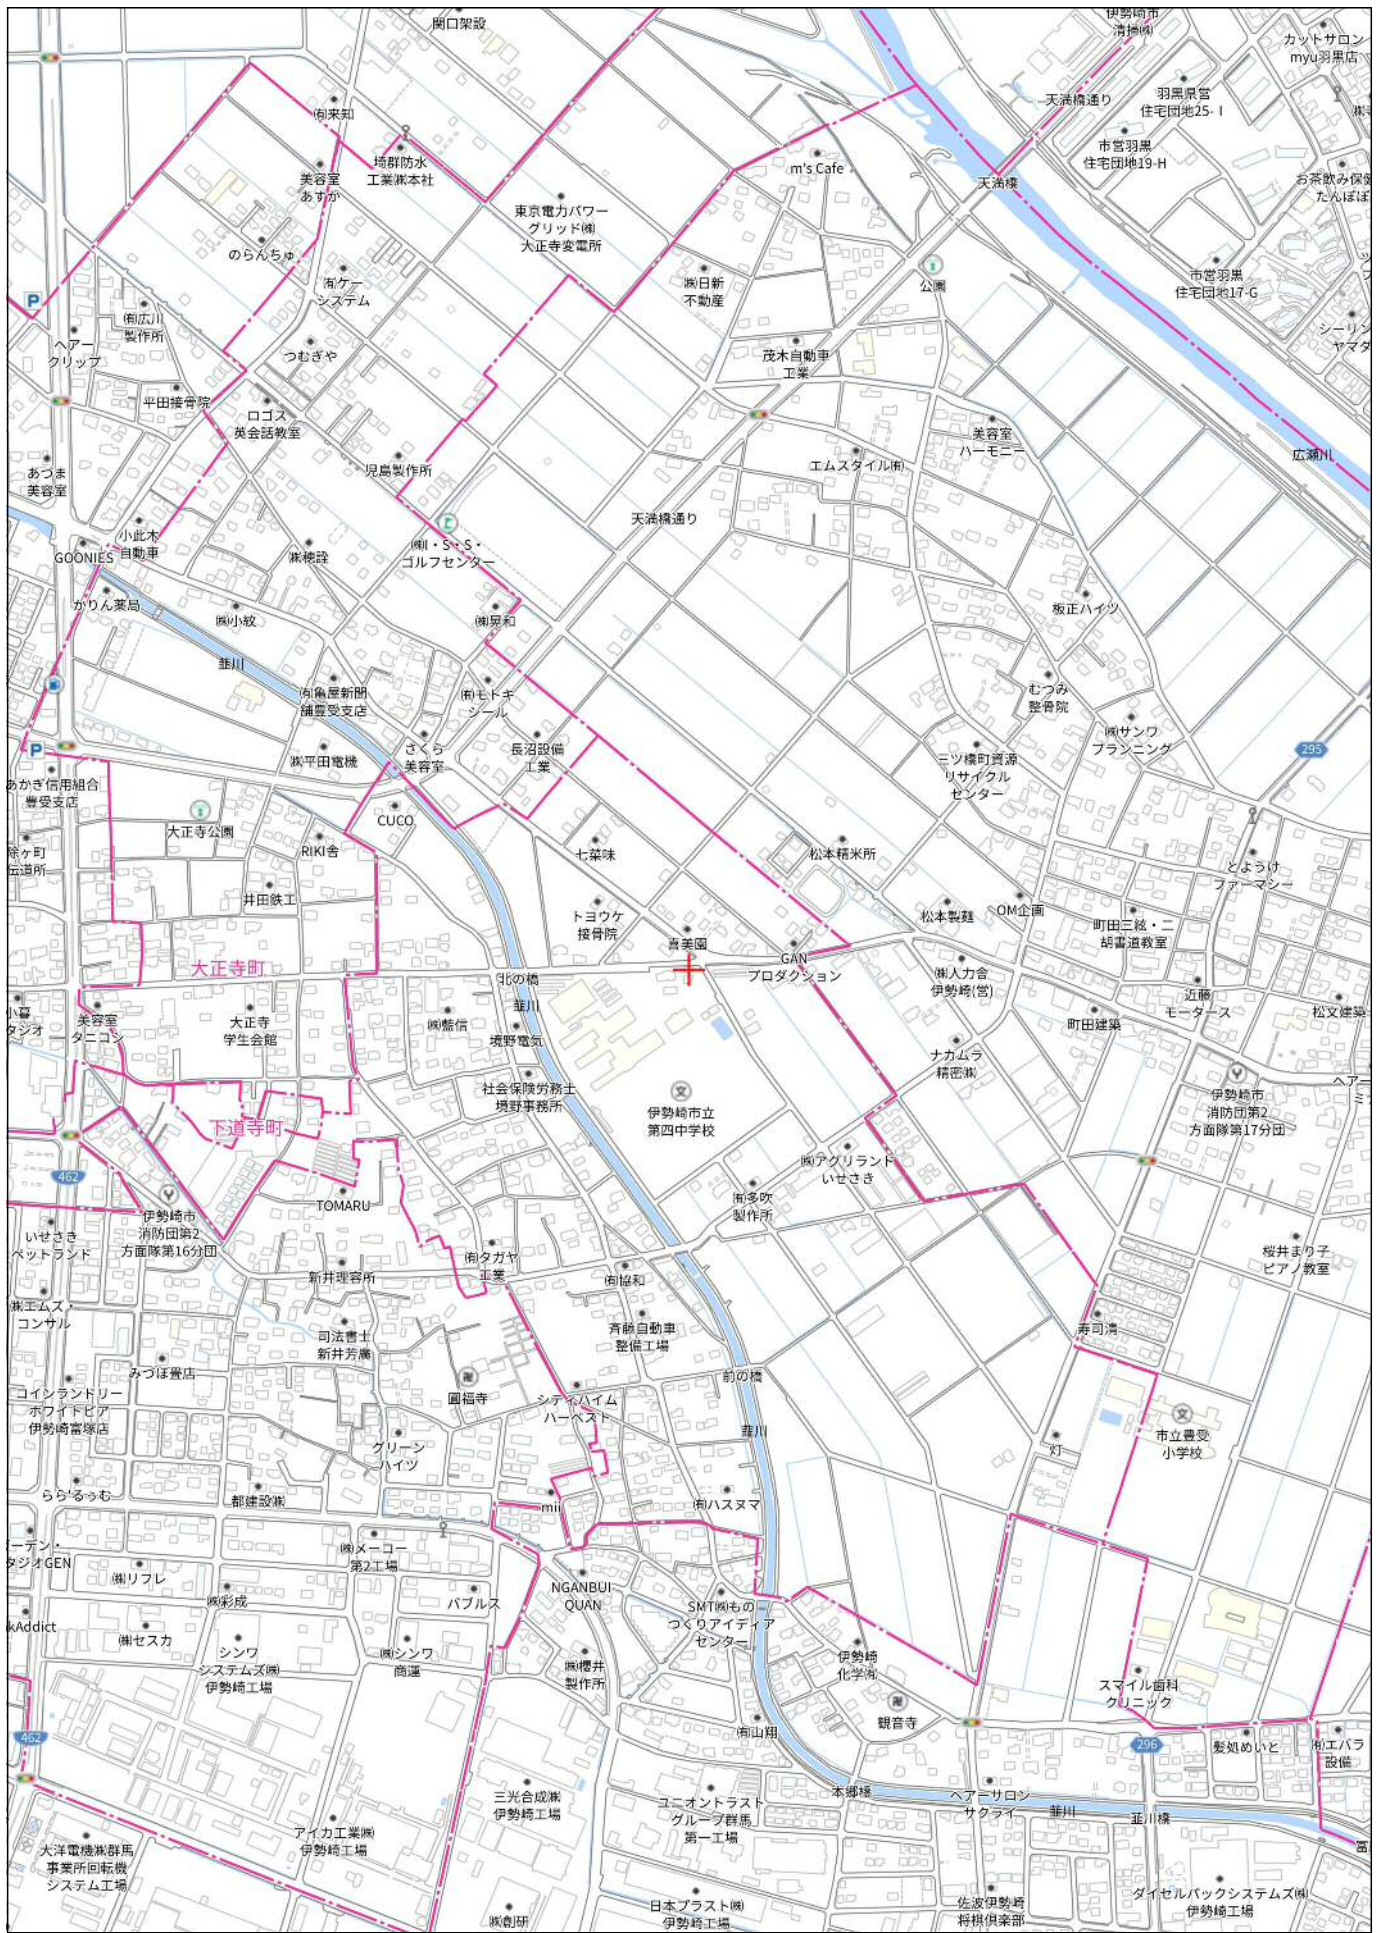 関口架設
伊勢崎市
清掃㈱
カットサロン
myu羽黒店
天満橋通り
羽黒県営
住宅団地25-Ⅰ
㈲来知
市営羽黒
住宅団地19-H
埼群防水
工業㈱本社
美容室
あすか
m's Cafe
天満橋
お茶飲み保健
たんぽぽ
東京電力パワー
グリッド㈱
大正寺変電所
のらんちゅ
㈲ケー
システム
㈱日新
不動産
公園
市営羽黒
住宅団地17-G
P
㈲広川
製作所
ヘアー
クリップ
つむぎや
茂木自動車
工業
シーリン
ヤマダ
平田接骨院
ロゴス
英会話教室
美容室
ハーモニー
広瀬川
あづま
美容室
児島製作所
エムスタイル㈲
天満橋通り
小此木
自動車
GOONIES
㈱穂詮
㈱I・S・S・
ゴルフセンター
かりん薬局
㈱小紋
㈱晃和
板正ハイツ
韮川
㈲亀屋新聞
舗豊受支店
㈲モトキ
シール
むつみ
整骨院
㈱サンワ
プランニング
295
P
㈱平田電機
さくら
美容室
長沼設備
工業
三ツ橋町資源
リサイクル
センター
あかぎ信用組合
豊受支店
大正寺公園
CUCO
RIKI舎
除ケ町
伝道所
七菜味
松本精米所
とようけ
ファーマシー
井田鉄工
トヨウケ
接骨院
松本製麺
OM企画
町田三絃・二
胡書道教室
喜美園
大正寺町
北の橋
GAN
プロダクション
㈱人力舎
伊勢崎(営)
近藤
モータース
松文建築
小暮
タジオ
美容室
タニコン
大正寺
学生会館
㈱藍信
韮川
境野電気
町田建築
ナカムラ
精密㈱
社会保険労務士
境野事務所
伊勢崎市立
第四中学校
伊勢崎市
消防団第2
方面隊第17分団
ヘアー
ミ
下道寺町
㈱アグリランド
いせさき
462
TOMARU
㈲多吹
製作所
伊勢崎市
消防団第2
方面隊第16分団
いせさき
ペットランド
㈲タガヤ
工業
新井理容所
㈲協和
桜井まり子
ピアノ教室
㈱エムズ・
コンサル
司法書士
新井芳廣
斉藤自動車
整備工場
寿司清
みづほ畳店
圓福寺
前の橋
コインランドリー
ホワイトピア
伊勢崎富塚店
シティハイム
ハーベスト
韮川
市立豊受
小学校
グリーン
ハイツ
灯
らら'るぅむ
都建設㈱
mii
㈲ハスヌマ
ガーデン・
タジオGEN
㈱メーコー
第2工場
㈱リフレ
NGANBUI
QUAN
㈱彩成
バブルス
SMT㈱もの
つくりアイディア
センター
kAddict
㈱セスカ
シンワ
システムズ㈱
伊勢崎工場
㈱シンワ
商運
㈱櫻井
製作所
伊勢崎
化学㈲
スマイル歯科
クリニック
観音寺
㈲山翔
462
296
髪処めいと
㈲エバラ
設備
三光合成㈱
伊勢崎工場
本郷橋
ヘアーサロン
サクライ
韮川
韮川橋
ユニオントラスト
グループ群馬
第一工場
アイカ工業㈱
伊勢崎工場
大洋電機㈱群馬
事業所回転機
システム工場
㈱創研
日本プラスト㈱
伊勢崎工場
佐波伊勢崎
将棋倶楽部
ダイセルパックシステムズ㈱
伊勢崎工場